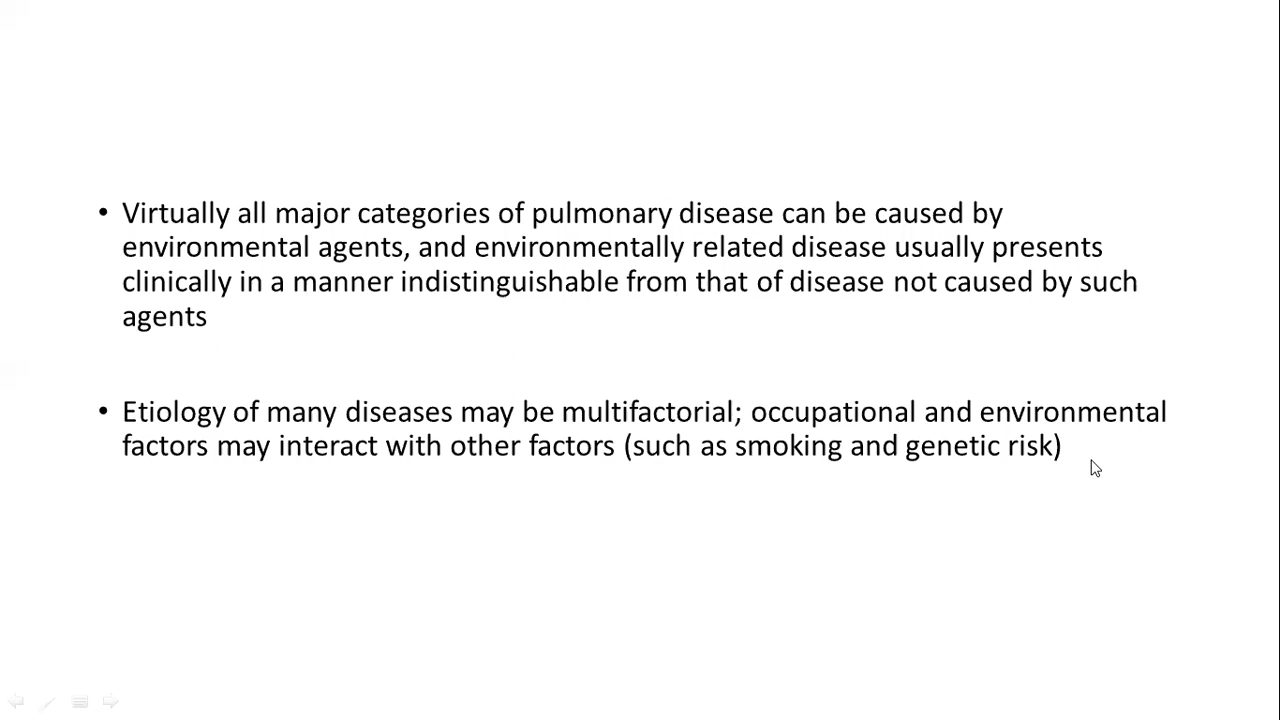 • Virtually all major categories of pulmonary disease can be caused by
environmental agents, and environmentally related disease usually presents
clinically in a manner indistinguishable from that of disease not caused by such
agents
• Etiology of many diseases may be multifactorial; occupational and environmental
factors may interact with other factors (such as smoking and genetic risk)